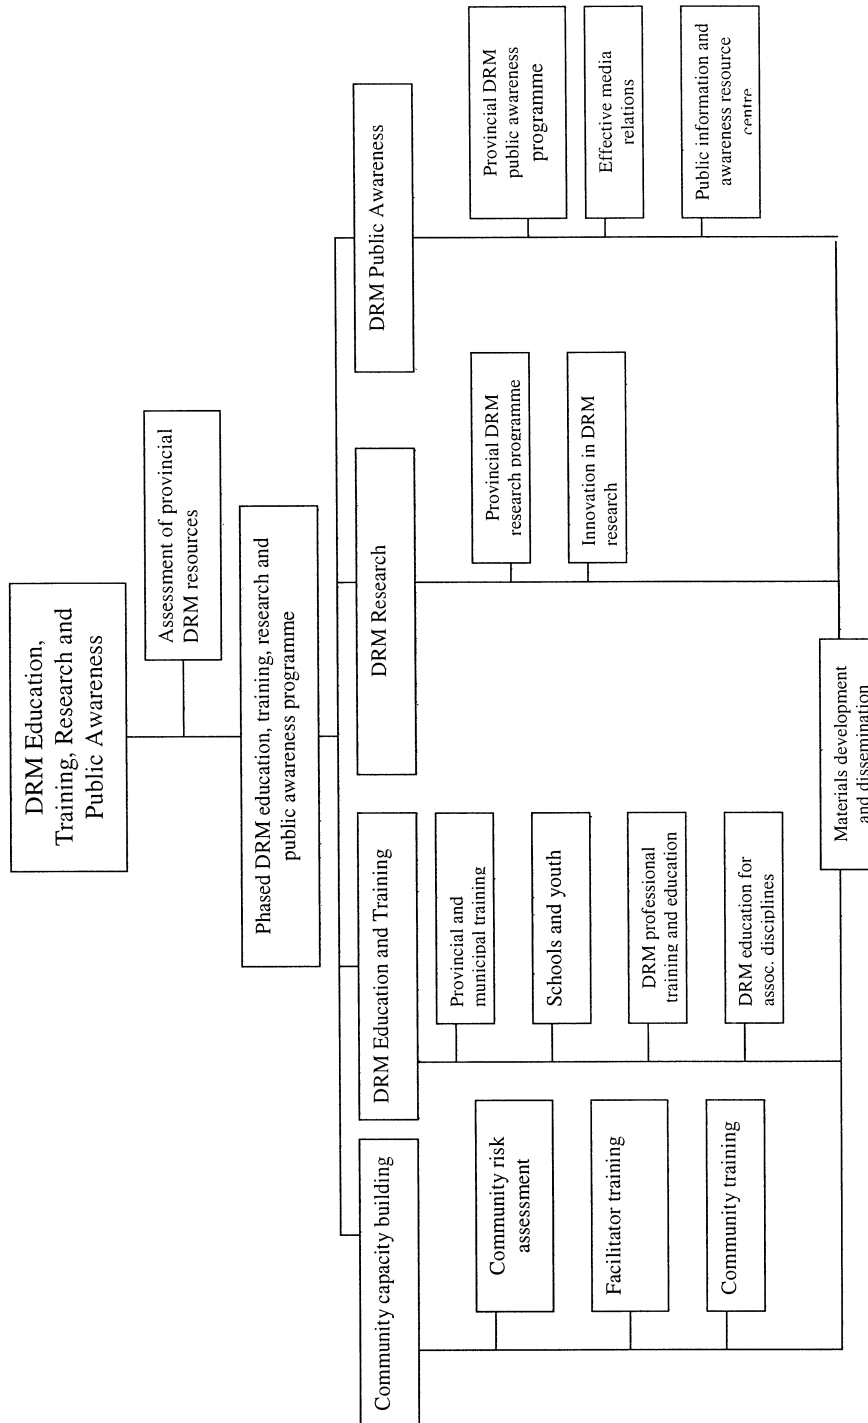 DRM Education,
Training, Research and
Public Awareness
Assessment of provincial
DRM resources
Phased DRM education, training, research and
public awareness programme
Community capacity building
DRM Education and Training
DRM Research
DRM Public Awareness
Community risk
assessment
Facilitator training
Community training
Provincial and
municipal training
Schools and youth
DRM professional
training and education
DRM education for
assoc. disciplines
Provincial DRM
research programme
Innovation in DRM
research
Provincial DRM
public awareness
programme
Effective media
relations
Public information and
awareness resource
centre
Materials development
and dissemination